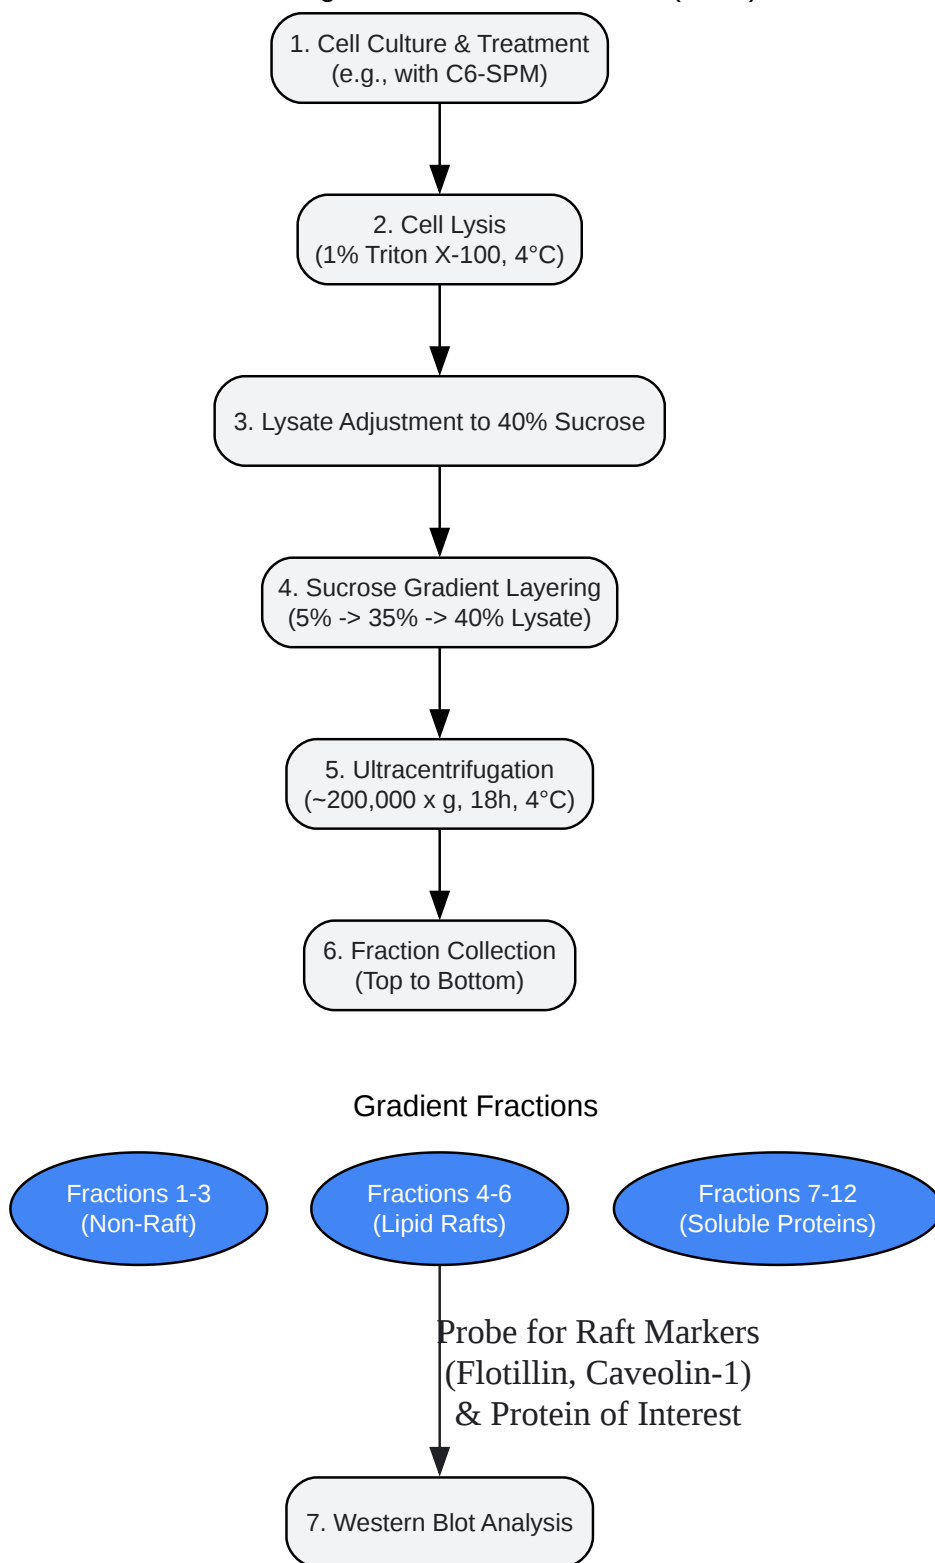 1. Cell Culture & Treatment
(e.g., with C6-SPM)
2. Cell Lysis
(1% Triton X-100, 4°C)
3. Lysate Adjustment to 40% Sucrose
4. Sucrose Gradient Layering
(5% -> 35% -> 40% Lysate)
5. Ultracentrifugation
(~200,000 x g, 18h, 4°C)
6. Fraction Collection
(Top to Bottom)
Gradient Fractions
Fractions 1-3
(Non-Raft)
Fractions 4-6
(Lipid Rafts)
Fractions 7-12
(Soluble Proteins)
Probe for Raft Markers
(Flotillin, Caveolin-1)
& Protein of Interest
7. Western Blot Analysis